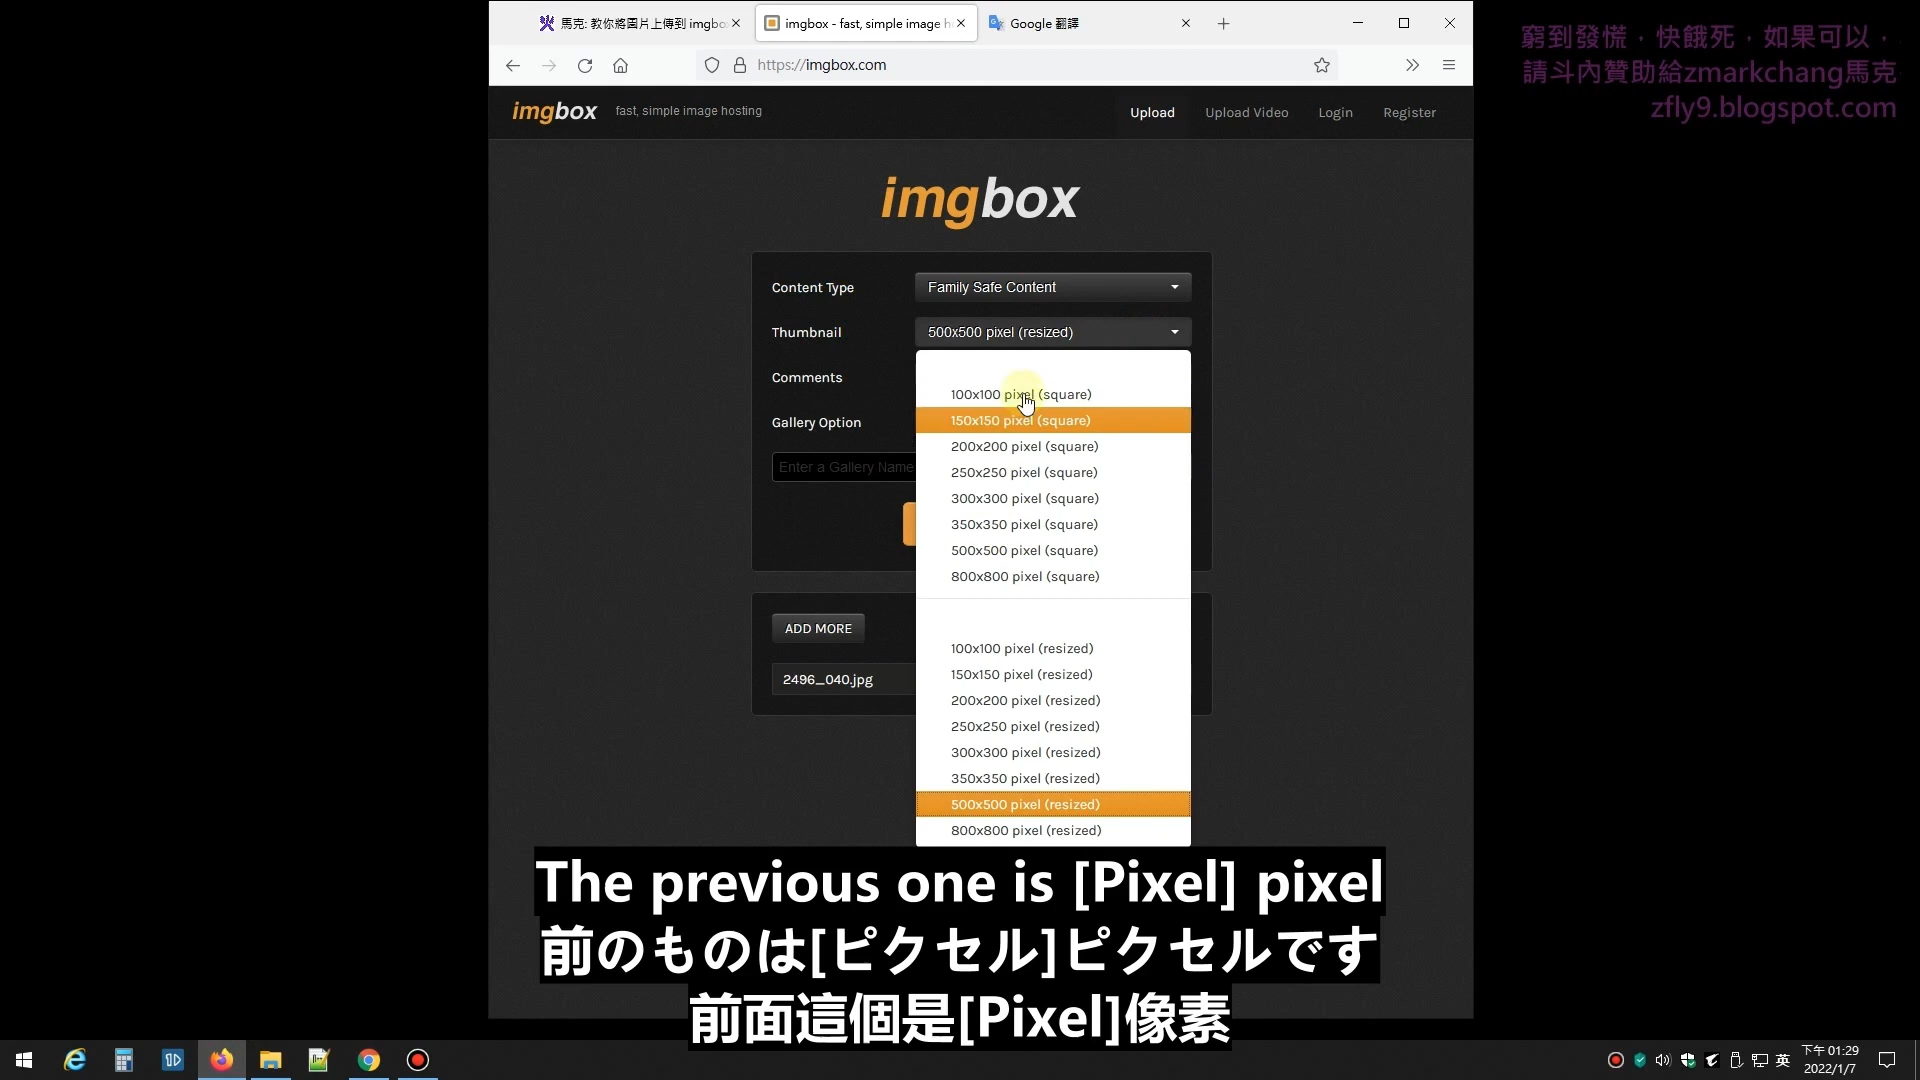 馬克: 教你將圖片上傳到 imgbo
imgbox - fast, simple image h
Google 翻譯
https://imgbox.com
窮到發慌，快餓死，如果可以，
請斗內贊助給zmarkchang馬克
zfly9.blogspot.com
imgbox
fast, simple image hosting
Upload
Upload Video
Login
Register
imgbox
Content Type
Family Safe Content
Thumbnail
500x500 pixel (resized)
Comments
Gallery Option
Enter a Gallery Name
100x100 pixel (square)
150x150 pixel (square)
200x200 pixel (square)
250x250 pixel (square)
300x300 pixel (square)
350x350 pixel (square)
500x500 pixel (square)
800x800 pixel (square)
100x100 pixel (resized)
150x150 pixel (resized)
200x200 pixel (resized)
250x250 pixel (resized)
300x300 pixel (resized)
350x350 pixel (resized)
500x500 pixel (resized)
800x800 pixel (resized)
ADD MORE
2496_040.jpg
The previous one is [Pixel] pixel
前のものは[ピクセル]ピクセルです
前面這個是[Pixel]像素
英
下午 01:29
2022/1/7